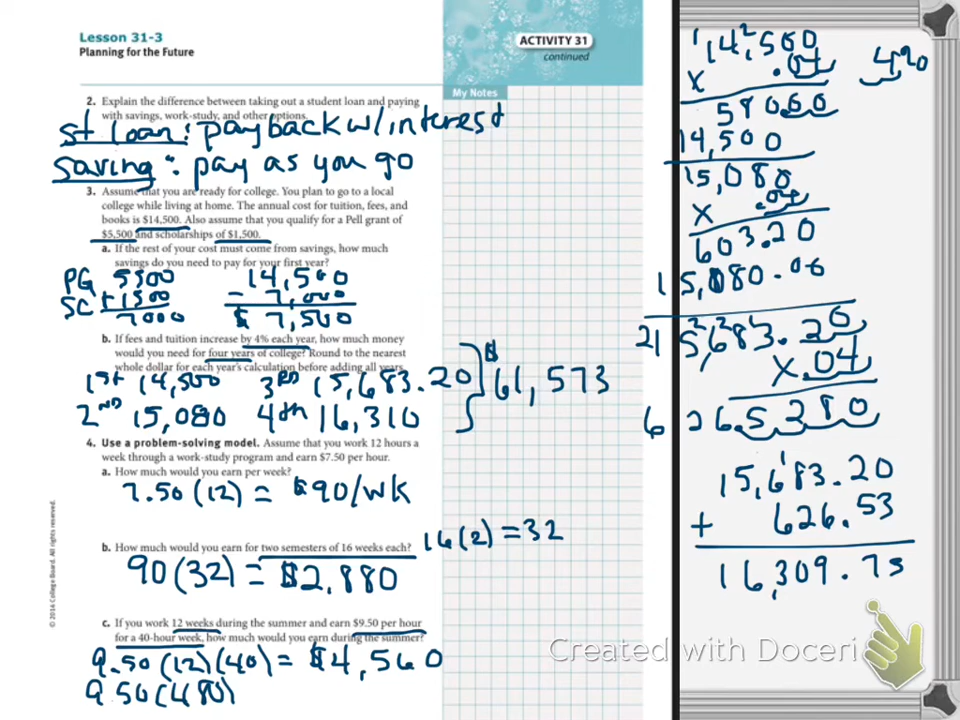 Lesson 31-3
Planning for the Future
ACTIVITY 31
continued
My Notes
2. Explain the difference between taking out a student loan and paying
with savings, work-study, and other options.
st loan: payback w/interest
saving: pay as you go
3. Assume that you are ready for college. You plan to go to a local
college while living at home. The annual cost for tuition, fees, and
books is $14,500. Also assume that you qualify for a Pell grant of
$5,500 and scholarships of $1,500.
a. If the rest of your cost must come from savings, how much
savings do you need to pay for your first year?
PG 5500 14,500
SC +1500 - 7,000
7000 $ 7,500
b. If fees and tuition increase by 4% each year, how much money
would you need for four years of college? Round to the nearest
whole dollar for each year's calculation before adding all years.
1st 14,500 3RD 15,683.20 $61,573
2ND 15,080 4th 16,310
4. Use a problem-solving model. Assume that you work 12 hours a
week through a work-study program and earn $7.50 per hour.
a. How much would you earn per week?
7.50 (12) = $90/wk
b. How much would you earn for two semesters of 16 weeks each?
16(2) = 32
90 (32) = $2,880
c. If you work 12 weeks during the summer and earn $9.50 per hour
for a 40-hour week, how much would you earn during the summer?
9.50 (12)(40) = $4,560
9.50 (480)
© 2014 College Board. All rights reserved.
14,500
x .04 4%
58000
14,500
15,080
x .04
603.20
15,080.00
15,683.20
x .04
626.5280
15,683.20
+ 626.53
16,309.73
Created with Doceri